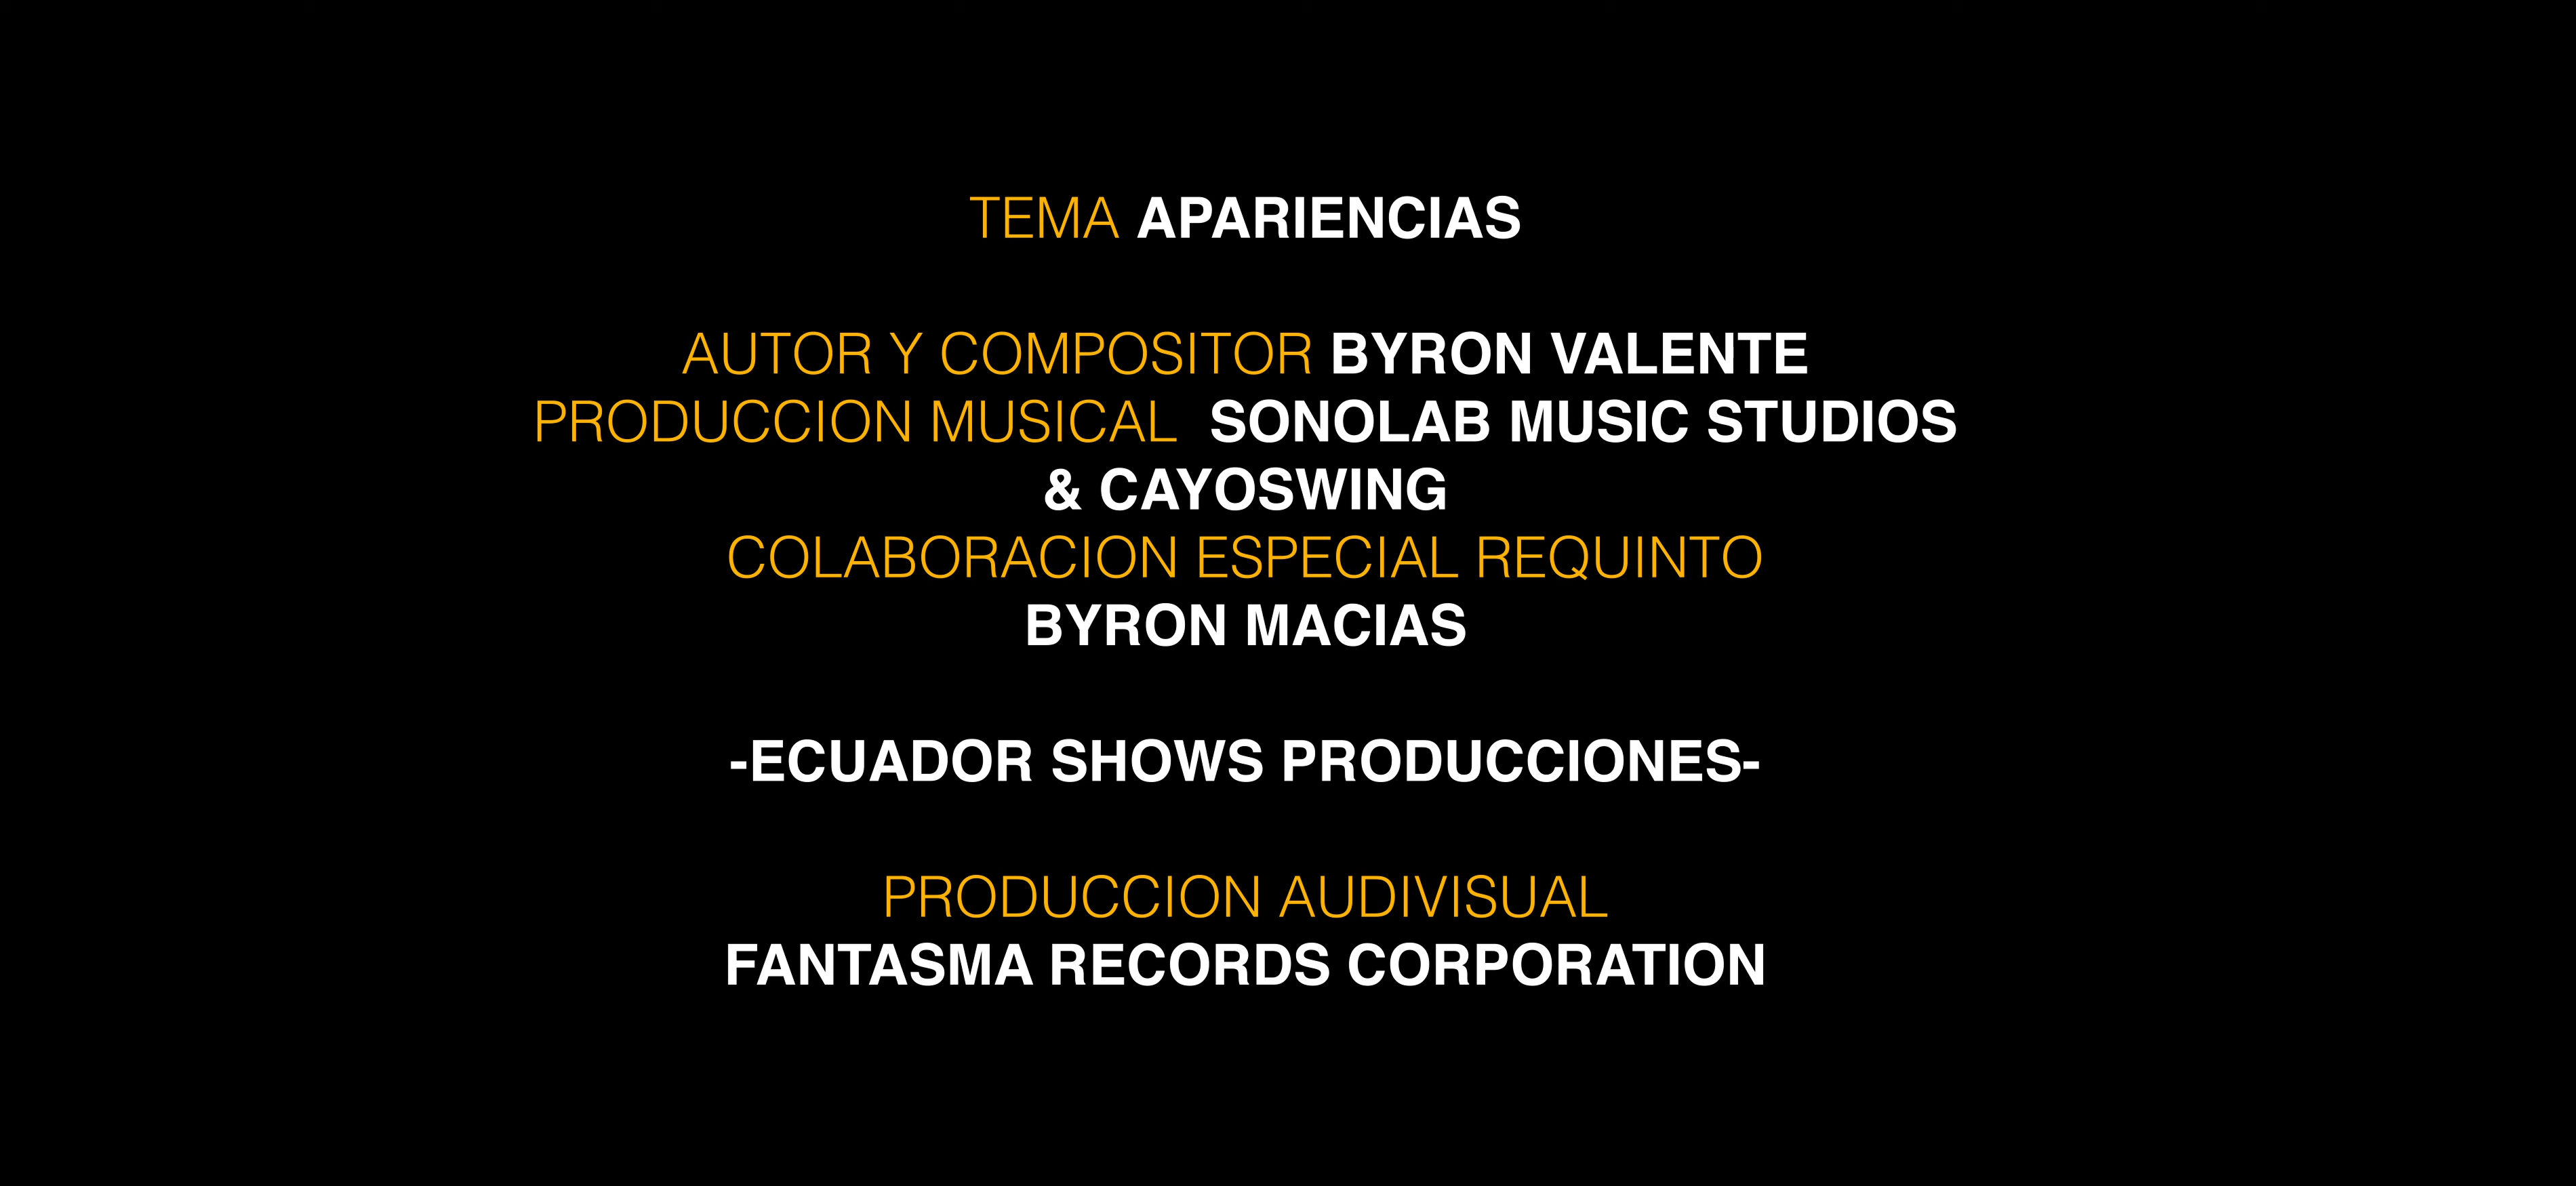 TEMA APARIENCIAS
AUTOR Y COMPOSITOR BYRON VALENTE
PRODUCCION MUSICAL  SONOLAB MUSIC STUDIOS
& CAYOSWING
COLABORACION ESPECIAL REQUINTO
BYRON MACIAS
-ECUADOR SHOWS PRODUCCIONES-
PRODUCCION AUDIVISUAL
FANTASMA RECORDS CORPORATION